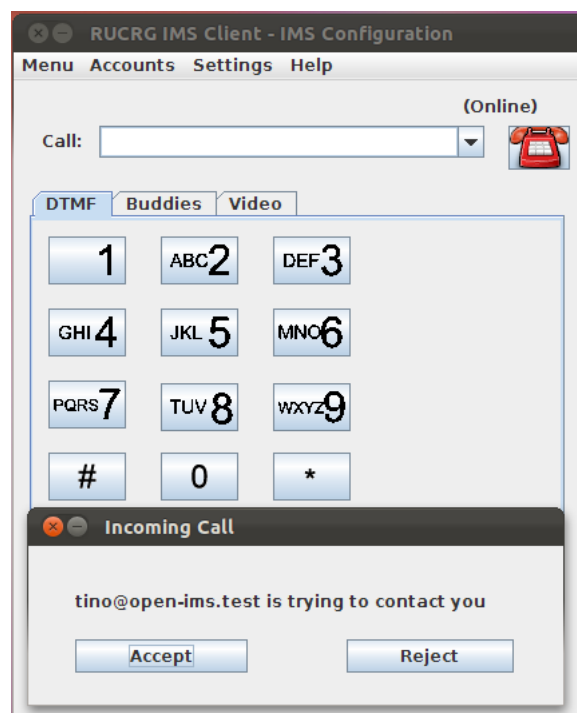 RUCRG IMS Client - IMS Configuration
Menu Accounts Settings Help
(Online)
Call:
DTMF Buddies Video
1 ABC2 DEF3
GHI4 JKL5 MNO6
PQRS7 TUV8 WXYZ9
# 0 *
Incoming Call
tino@open-ims.test is trying to contact you
Accept Reject